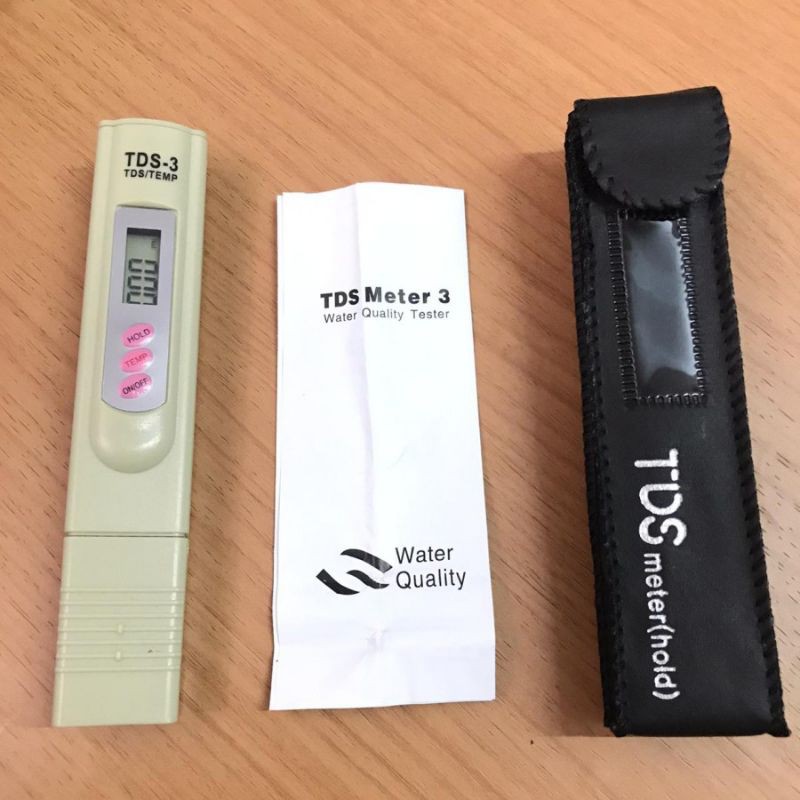 TDS-3
TDS/TEMP
HOLD
TEMP
ON/OFF
TDS Meter 3
Water Quality Tester
Water
Quality
TDS meter(hold)